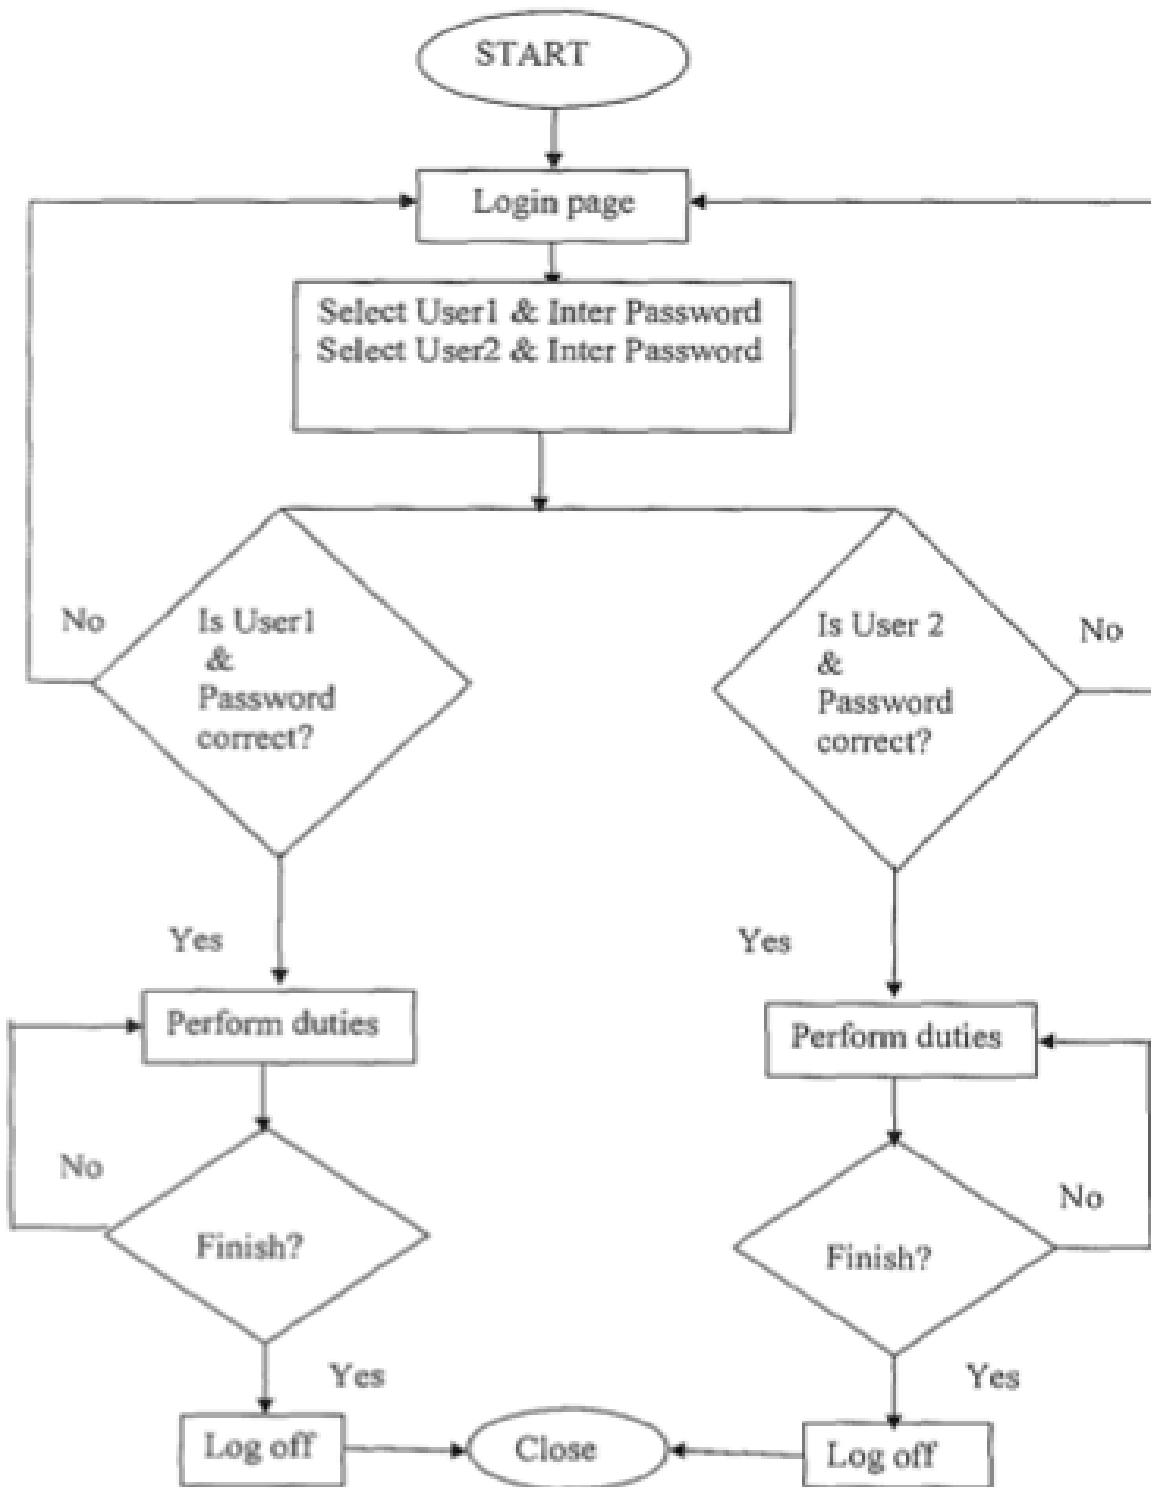 START
Login page
Select User1 & Inter Password
Select User2 & Inter Password
No
Is User1
&
Password
correct?
Is User 2
&
Password
correct?
No
Yes
Yes
Perform duties
Perform duties
No
Finish?
Finish?
No
Yes
Yes
Log off
Close
Log off